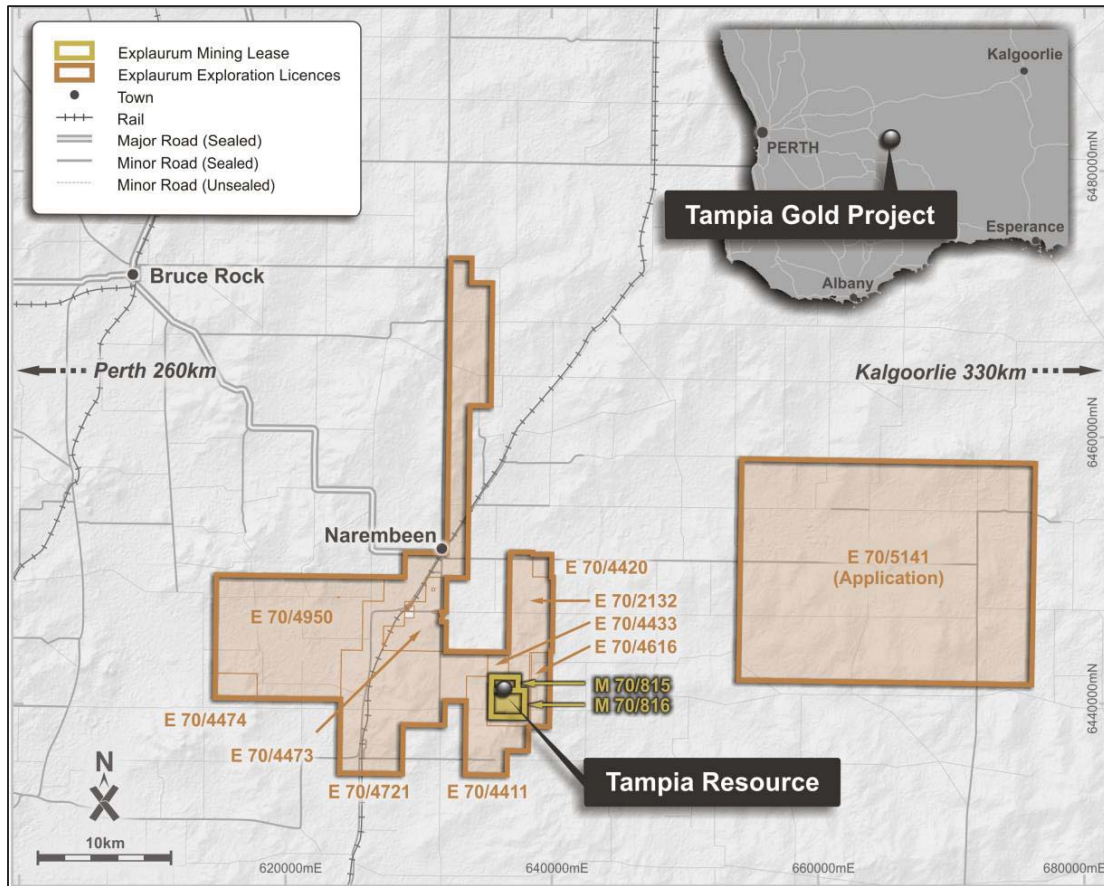 Explaurum Mining Lease
Explaurum Exploration Licences
Town
Rail
Major Road (Sealed)
Minor Road (Sealed)
Minor Road (Unsealed)
Kalgoorlie
PERTH
Tampia Gold Project
Esperance
Albany
6480000mN
Bruce Rock
Perth 260km
Kalgoorlie 330km
6460000mN
Narembeen
E 70/4420
E 70/5141
(Application)
E 70/4950
E 70/2132
E 70/4433
E 70/4616
M 70/815
M 70/816
6440000mN
E 70/4474
E 70/4473
Tampia Resource
E 70/4721
E 70/4411
N
10km
620000mE
640000mE
660000mE
680000mE